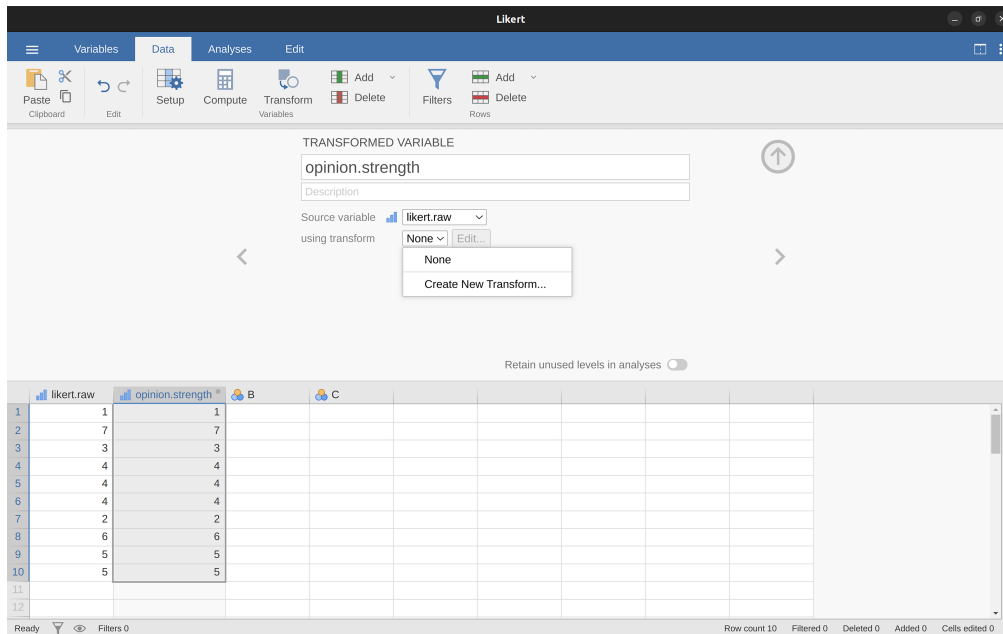 Likert
Variables Data Analyses Edit
Paste Setup Compute Transform Add Delete Filters Add Delete
Clipboard Edit Variables Rows
TRANSFORMED VARIABLE
opinion.strength
Description
Source variable likert.raw
using transform None Edit...
None
Create New Transform...
Retain unused levels in analyses
likert.raw opinion.strength B C
1 1 1
2 7 7
3 3 3
4 4 4
5 4 4
6 4 4
7 2 2
8 6 6
9 5 5
10 5 5
11
12
Ready Filters 0 Row count 10 Filtered 0 Deleted 0 Added 0 Cells edited 0